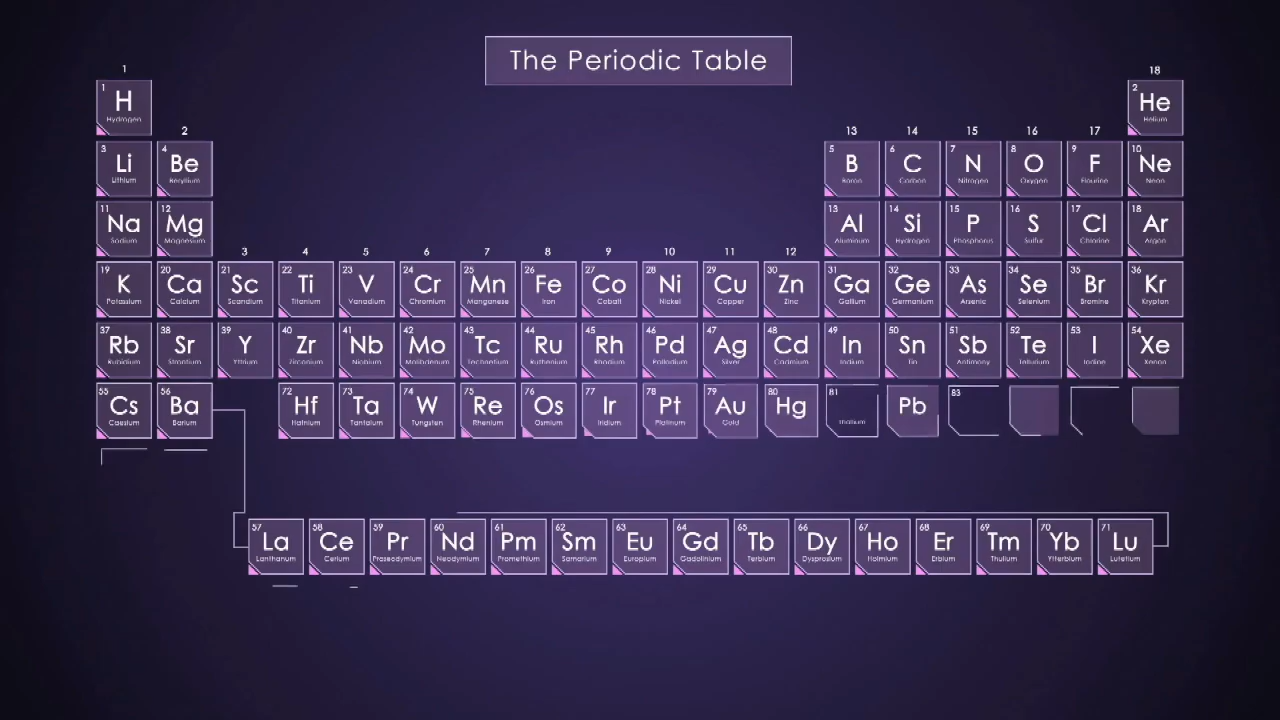 The Periodic Table
1 18
1 H Hydrogen 2 He Helium
2 13 14 15 16 17
3 Li Lithium 4 Be Beryllium 5 B Boron 6 C Carbon 7 N Nitrogen 8 O Oxygen 9 F Flourine 10 Ne Neon
11 Na Sodium 12 Mg Magnesium 13 Al Aluminum 14 Si Hydrogen 15 P Phosphorus 16 S Sulfur 17 Cl Chlorine 18 Ar Argon
3 4 5 6 7 8 9 10 11 12
19 K Potassium 20 Ca Calcium 21 Sc Scandium 22 Ti Titanium 23 V Vanadium 24 Cr Chromium 25 Mn Manganese 26 Fe Iron 27 Co Cobalt 28 Ni Nickel 29 Cu Copper 30 Zn Zinc 31 Ga Gallium 32 Ge Germanium 33 As Arsenic 34 Se Selenium 35 Br Bromine 36 Kr Krypton
37 Rb Rubidium 38 Sr Strontium 39 Y Yttrium 40 Zr Zirconium 41 Nb Niobium 42 Mo Molibdenum 43 Tc Technetium 44 Ru Ruthenium 45 Rh Rhodium 46 Pd Palladium 47 Ag Silver 48 Cd Cadmium 49 In Indium 50 Sn Tin 51 Sb Antimony 52 Te Tellurium 53 I Iodine 54 Xe Xenon
55 Cs Caesium 56 Ba Barium 72 Hf Hafnium 73 Ta Tantalum 74 W Tungsten 75 Re Rhenium 76 Os Osmium 77 Ir Iridium 78 Pt Platinum 79 Au Gold 80 Hg 81 Thallium Pb 83
57 La Lanthanum 58 Ce Cerium 59 Pr Praseodymium 60 Nd Neodymium 61 Pm Promethium 62 Sm Samarium 63 Eu Europium 64 Gd Gadolinium 65 Tb Terbium 66 Dy Dysprosium 67 Ho Holmium 68 Er Erbium 69 Tm Thulium 70 Yb Ytterbium 71 Lu Lutetium